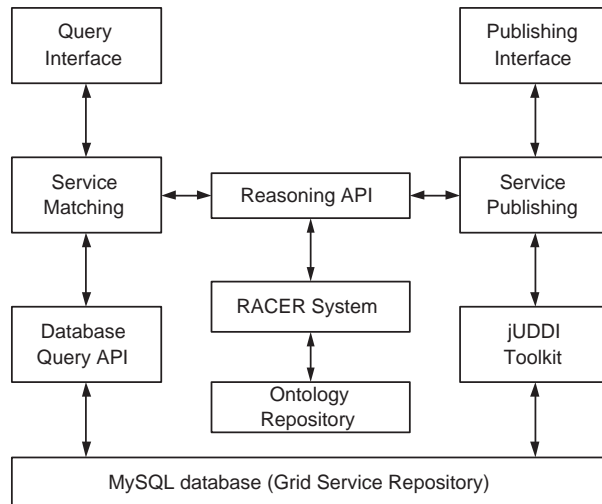 Query
Interface
Publishing
Interface
Service
Matching
Reasoning API
Service
Publishing
RACER System
Database
Query API
jUDDI
Toolkit
Ontology
Repository
MySQL database (Grid Service Repository)